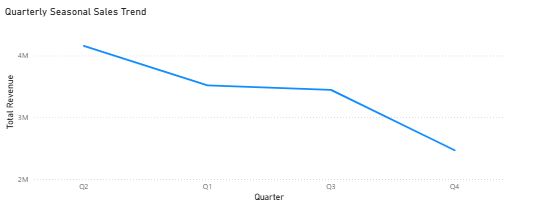 Quarterly Seasonal Sales Trend
4M
3M
2M
Total Revenue
Q2 Q1 Q3 Q4
Quarter